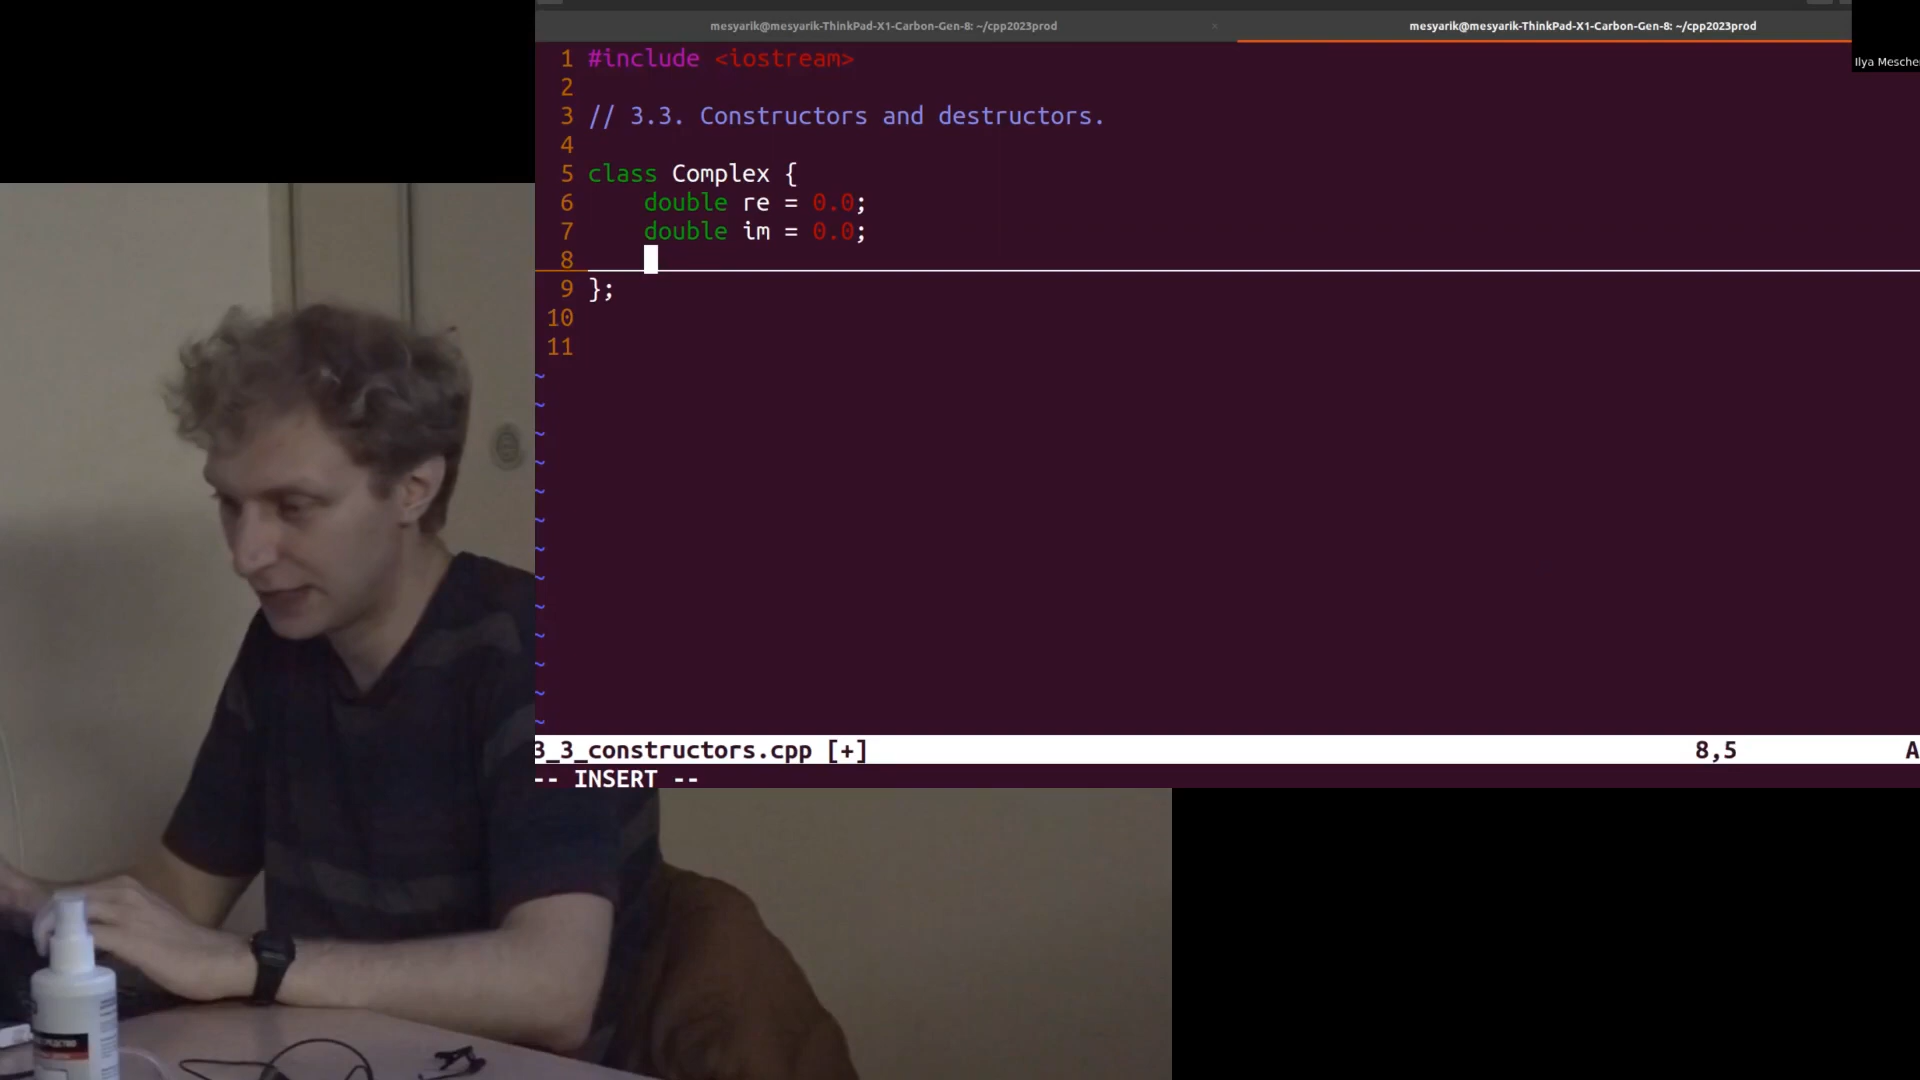 mesyarik@mesyarik-ThinkPad-X1-Carbon-Gen-8: ~/cpp2023prod
×
mesyarik@mesyarik-ThinkPad-X1-Carbon-Gen-8: ~/cpp2023prod
Ilya Mesche
1 #include <iostream>
2
3 // 3.3. Constructors and destructors.
4
5 class Complex {
6     double re = 0.0;
7     double im = 0.0;
8
9 };
10
11
~
~
~
~
~
~
~
~
~
~
~
~
~
3_3_constructors.cpp [+] 8,5 A
-- INSERT --